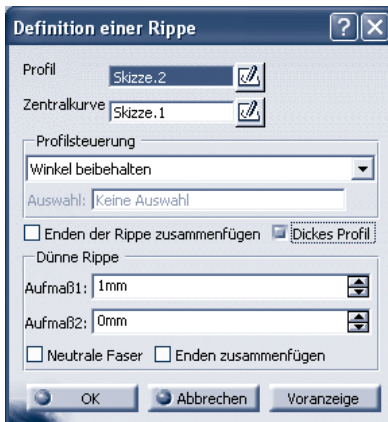 Definition einer Rippe
Profil Skizze.2
Zentralkurve Skizze.1
Profilsteuerung
Winkel beibehalten
Auswahl: Keine Auswahl
Enden der Rippe zusammenfügen Dickes Profil
Dünne Rippe
Aufmaß1: 1mm
Aufmaß2: 0mm
Neutrale Faser Enden zusammenfügen
OK Abbrechen Voranzeige